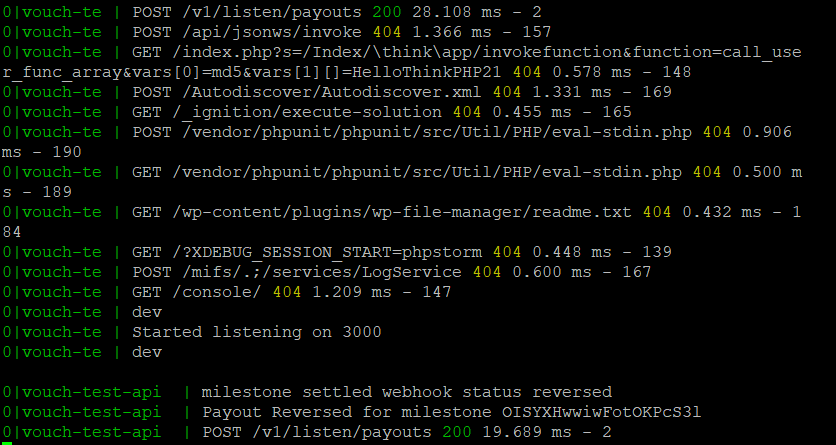 0|vouch-te | POST /v1/listen/payouts 200 28.108 ms - 2
0|vouch-te | POST /api/jsonws/invoke 404 1.366 ms - 157
0|vouch-te | GET /index.php?s=/Index/\think\app/invokefunction&function=call_use
r_func_array&vars[0]=md5&vars[1][]=HelloThinkPHP21 404 0.578 ms - 148
0|vouch-te | POST /Autodiscover/Autodiscover.xml 404 1.331 ms - 169
0|vouch-te | GET /_ignition/execute-solution 404 0.455 ms - 165
0|vouch-te | POST /vendor/phpunit/phpunit/src/Util/PHP/eval-stdin.php 404 0.906
ms - 190
0|vouch-te | GET /vendor/phpunit/phpunit/src/Util/PHP/eval-stdin.php 404 0.500 m
s - 189
0|vouch-te | GET /wp-content/plugins/wp-file-manager/readme.txt 404 0.432 ms - 1
84
0|vouch-te | GET /?XDEBUG_SESSION_START=phpstorm 404 0.448 ms - 139
0|vouch-te | POST /mifs/.;/services/LogService 404 0.600 ms - 167
0|vouch-te | GET /console/ 404 1.209 ms - 147
0|vouch-te | dev
0|vouch-te | Started listening on 3000
0|vouch-te | dev
0|vouch-test-api  | milestone settled webhook status reversed
0|vouch-test-api  | Payout Reversed for milestone OISYXHwwiwFotOKPcS3l
0|vouch-test-api  | POST /v1/listen/payouts 200 19.689 ms - 2